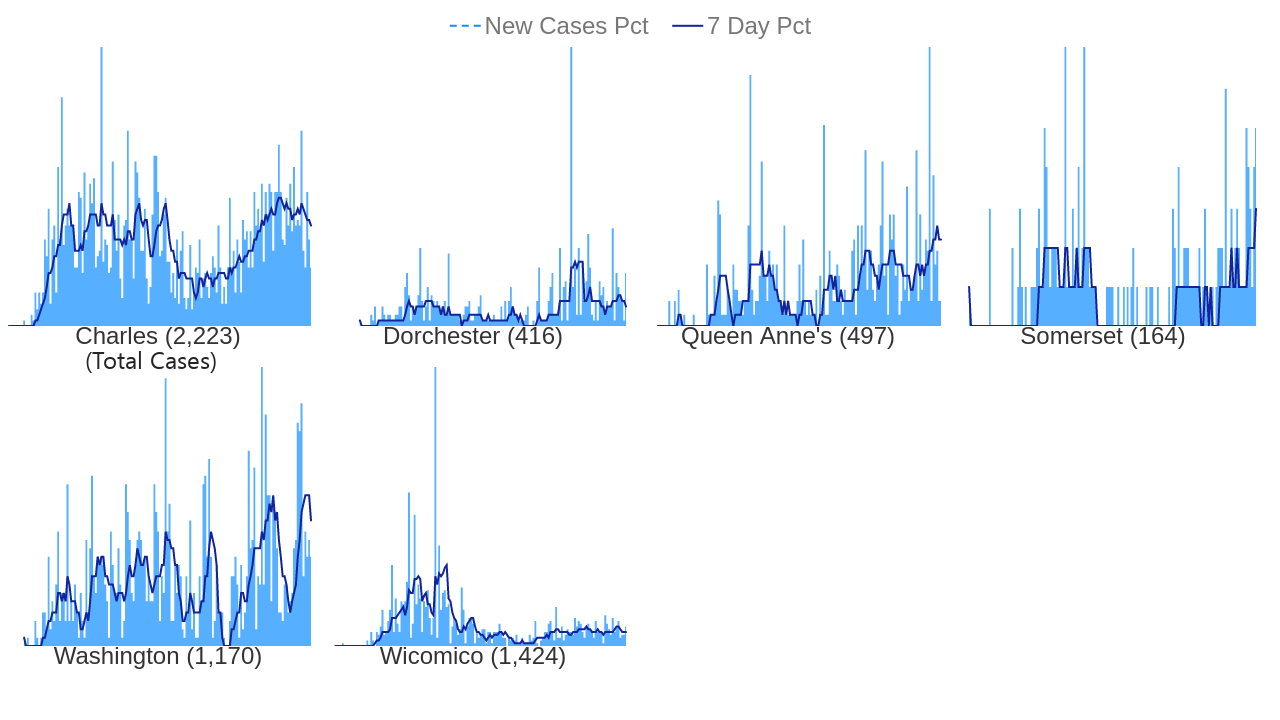 New Cases Pct 7 Day Pct
Charles (2,223)
(Total Cases)
Dorchester (416)
Queen Anne's (497)
Somerset (164)
Washington (1,170)
Wicomico (1,424)